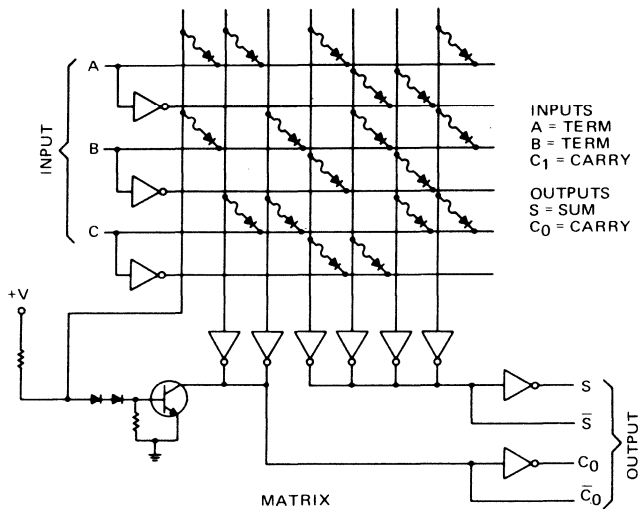 A
B
C
INPUT
INPUTS
A = TERM
B = TERM
C₁ = CARRY
OUTPUTS
S = SUM
C₀ = CARRY
+V
S
S̅
C₀
C̅₀
OUTPUT
MATRIX